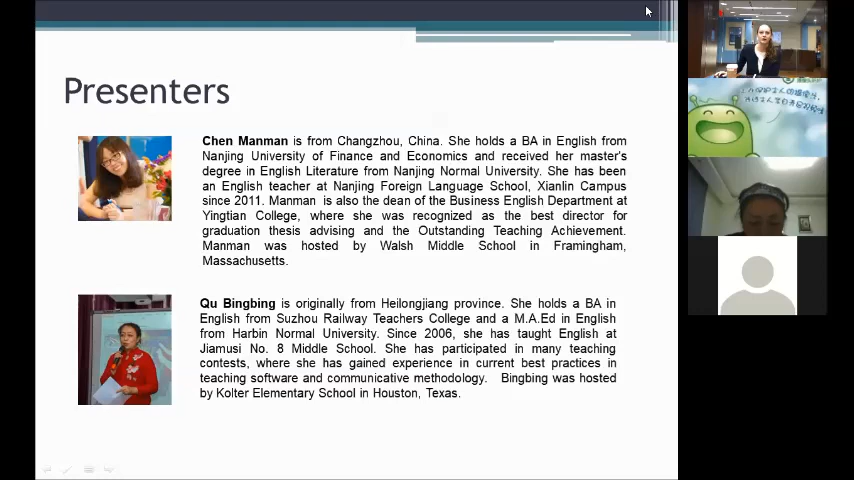 Presenters
Chen Manman is from Changzhou, China. She holds a BA in English from
Nanjing University of Finance and Economics and received her master's
degree in English Literature from Nanjing Normal University. She has been
an English teacher at Nanjing Foreign Language School, Xianlin Campus
since 2011. Manman is also the dean of the Business English Department at
Yingtian College, where she was recognized as the best director for
graduation thesis advising and the Outstanding Teaching Achievement.
Manman was hosted by Walsh Middle School in Framingham,
Massachusetts.
Qu Bingbing is originally from Heilongjiang province. She holds a BA in
English from Suzhou Railway Teachers College and a M.A.Ed in English
from Harbin Normal University. Since 2006, she has taught English at
Jiamusi No. 8 Middle School. She has participated in many teaching
contests, where she has gained experience in current best practices in
teaching software and communicative methodology. Bingbing was hosted
by Kolter Elementary School in Houston, Texas.